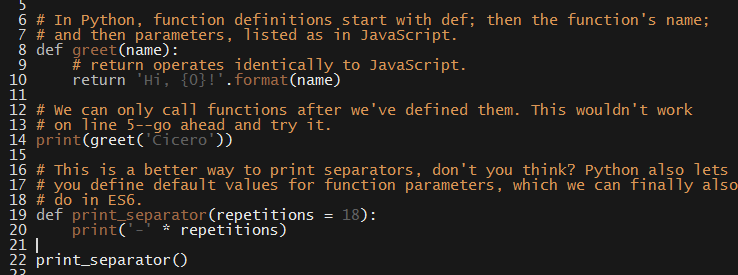 5
6 # In Python, function definitions start with def; then the function's name;
7 # and then parameters, listed as in JavaScript.
8 def greet(name):
9     # return operates identically to JavaScript.
10     return 'Hi, {0}!'.format(name)
11
12 # We can only call functions after we've defined them. This wouldn't work
13 # on line 5--go ahead and try it.
14 print(greet('Cicero'))
15
16 # This is a better way to print separators, don't you think? Python also lets
17 # you define default values for function parameters, which we can finally also
18 # do in ES6.
19 def print_separator(repetitions = 18):
20     print('-' * repetitions)
21
22 print_separator()
23